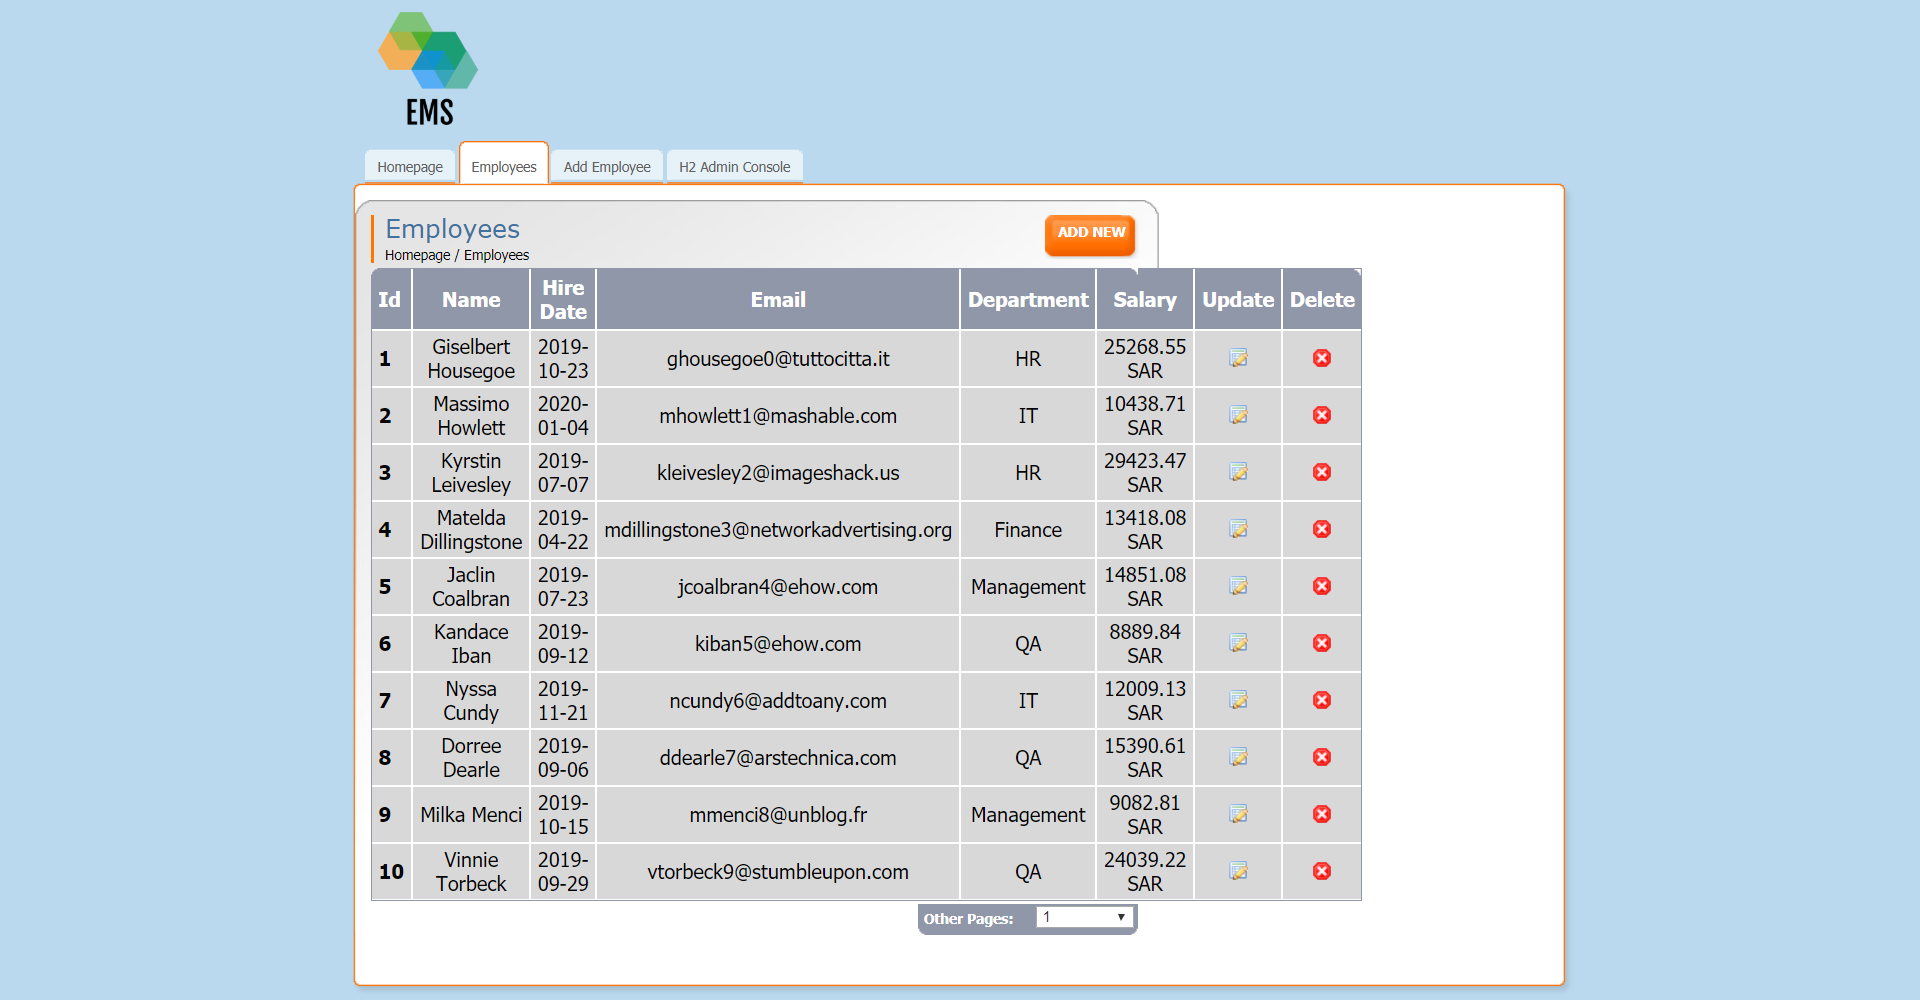 EMS
Homepage Employees Add Employee H2 Admin Console
Employees
ADD NEW
Homepage / Employees
Id Name Hire Date Email Department Salary Update Delete
1 Giselbert Housegoe 2019-10-23 ghousegoe0@tuttocitta.it HR 25268.55 SAR
2 Massimo Howlett 2020-01-04 mhowlett1@mashable.com IT 10438.71 SAR
3 Kyrstin Leivesley 2019-07-07 kleivesley2@imageshack.us HR 29423.47 SAR
4 Matelda Dillingstone 2019-04-22 mdillingstone3@networkadvertising.org Finance 13418.08 SAR
5 Jaclin Coalbran 2019-07-23 jcoalbran4@ehow.com Management 14851.08 SAR
6 Kandace Iban 2019-09-12 kiban5@ehow.com QA 8889.84 SAR
7 Nyssa Cundy 2019-11-21 ncundy6@addtoany.com IT 12009.13 SAR
8 Dorree Dearle 2019-09-06 ddearle7@arstechnica.com QA 15390.61 SAR
9 Milka Menci 2019-10-15 mmenci8@unblog.fr Management 9082.81 SAR
10 Vinnie Torbeck 2019-09-29 vtorbeck9@stumbleupon.com QA 24039.22 SAR
Other Pages: 1